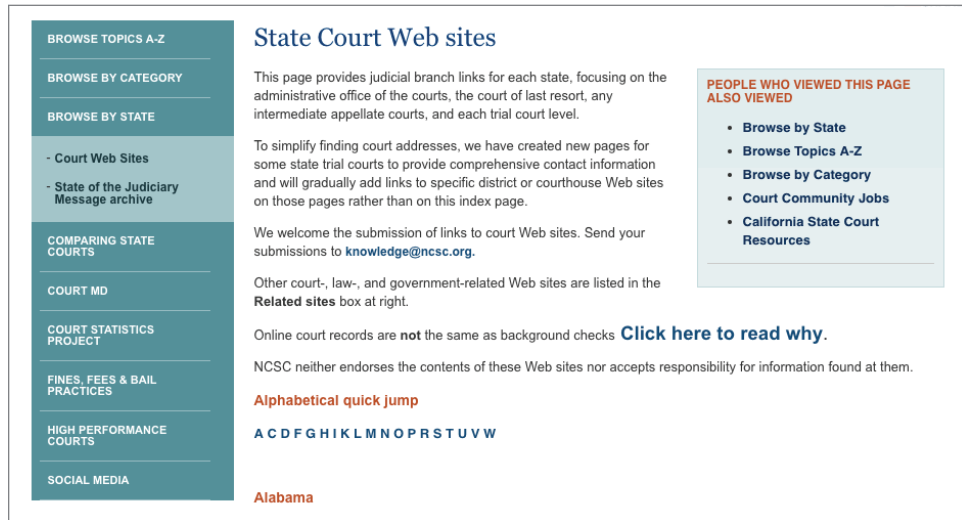 BROWSE TOPICS A-Z
BROWSE BY CATEGORY
BROWSE BY STATE
- Court Web Sites
- State of the Judiciary
Message archive
COMPARING STATE
COURTS
COURT MD
COURT STATISTICS
PROJECT
FINES, FEES & BAIL
PRACTICES
HIGH PERFORMANCE
COURTS
SOCIAL MEDIA
State Court Web sites
This page provides judicial branch links for each state, focusing on the
administrative office of the courts, the court of last resort, any
intermediate appellate courts, and each trial court level.
To simplify finding court addresses, we have created new pages for
some state trial courts to provide comprehensive contact information
and will gradually add links to specific district or courthouse Web sites
on those pages rather than on this index page.
We welcome the submission of links to court Web sites. Send your
submissions to knowledge@ncsc.org.
Other court-, law-, and government-related Web sites are listed in the
Related sites box at right.
Online court records are not the same as background checks Click here to read why.
NCSC neither endorses the contents of these Web sites nor accepts responsibility for information found at them.
Alphabetical quick jump
A C D F G H I K L M N O P R S T U V W
Alabama
PEOPLE WHO VIEWED THIS PAGE
ALSO VIEWED
• Browse by State
• Browse Topics A-Z
• Browse by Category
• Court Community Jobs
• California State Court
Resources